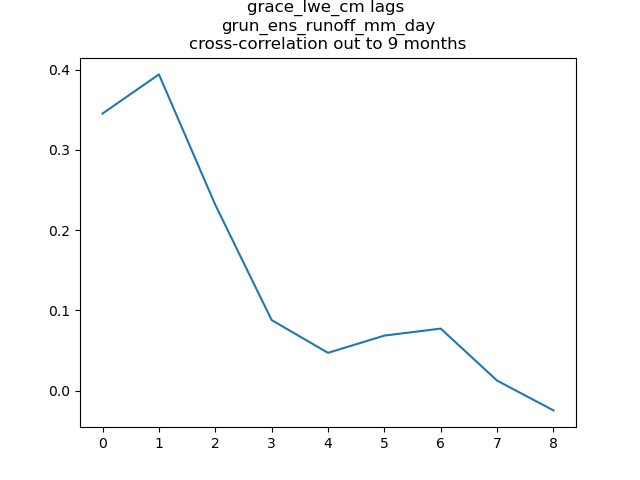 grace_lwe_cm lags
grun_ens_runoff_mm_day
cross-correlation out to 9 months
0.4
0.3
0.2
0.1
0.0
0 1 2 3 4 5 6 7 8